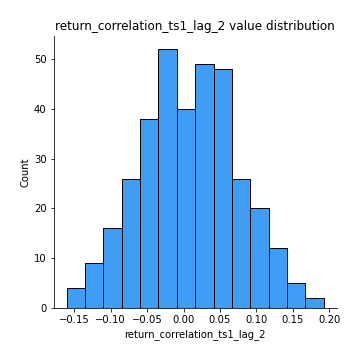 return_correlation_ts1_lag_2 value distribution
50
40
30
20
10
0
Count
−0.15 −0.10 −0.05 0.00 0.05 0.10 0.15 0.20
return_correlation_ts1_lag_2